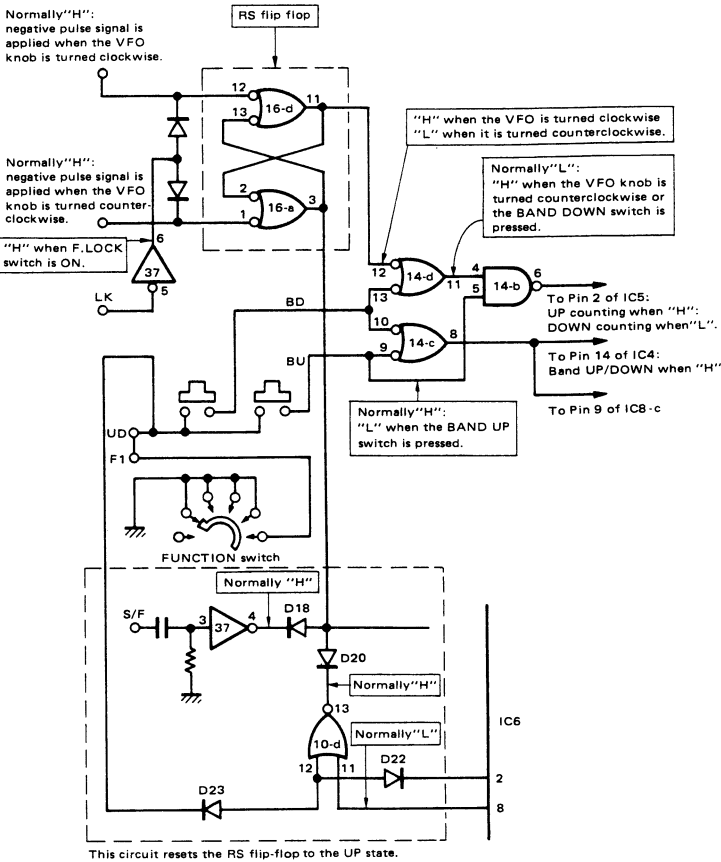 Normally"H":
negative pulse signal is
applied when the VFO
knob is turned clockwise.
RS flip flop
12
13
16-d
11
"H" when the VFO is turned clockwise
"L" when it is turned counterclockwise.
Normally"H":
negative pulse signal is
applied when the VFO
knob is turned counter-
clockwise.
2
1
16-a
3
Normally"L":
"H" when the VFO knob is
turned counterclockwise or
the BAND DOWN switch is
pressed.
"H" when F.LOCK
switch is ON.
6
37
5
LK
12
13
14-d
11
4
5
14-b
6
To Pin 2 of IC5:
UP counting when "H":
DOWN counting when"L".
BD
10
9
14-c
8
BU
To Pin 14 of IC4:
Band UP/DOWN when "H"
To Pin 9 of IC8-c
Normally"H":
"L" when the BAND UP
switch is pressed.
UD
F1
FUNCTION switch
Normally "H"
S/F
3
37
4
D18
D20
Normally"H"
13
Normally"L"
10-d
12
11
D22
IC6
2
8
D23
This circuit resets the RS flip-flop to the UP state.